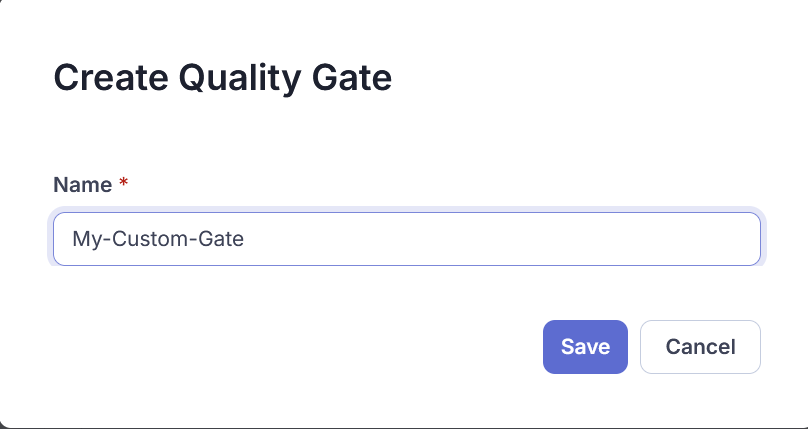 Create Quality Gate
Name *
My-Custom-Gate
Save
Cancel